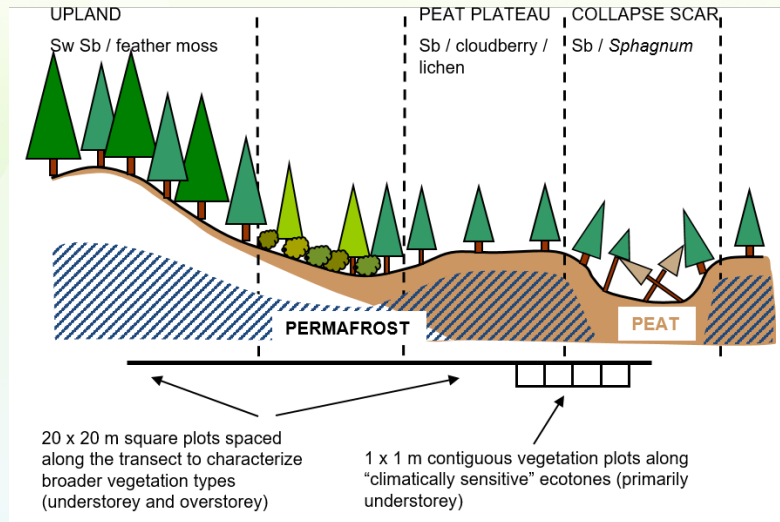 UPLAND
Sw Sb / feather moss
PEAT PLATEAU
Sb / cloudberry /
lichen
COLLAPSE SCAR
Sb / Sphagnum
PERMAFROST
PEAT
20 x 20 m square plots spaced
along the transect to characterize
broader vegetation types
(understorey and overstorey)
1 x 1 m contiguous vegetation plots along
“climatically sensitive” ecotones (primarily
understorey)